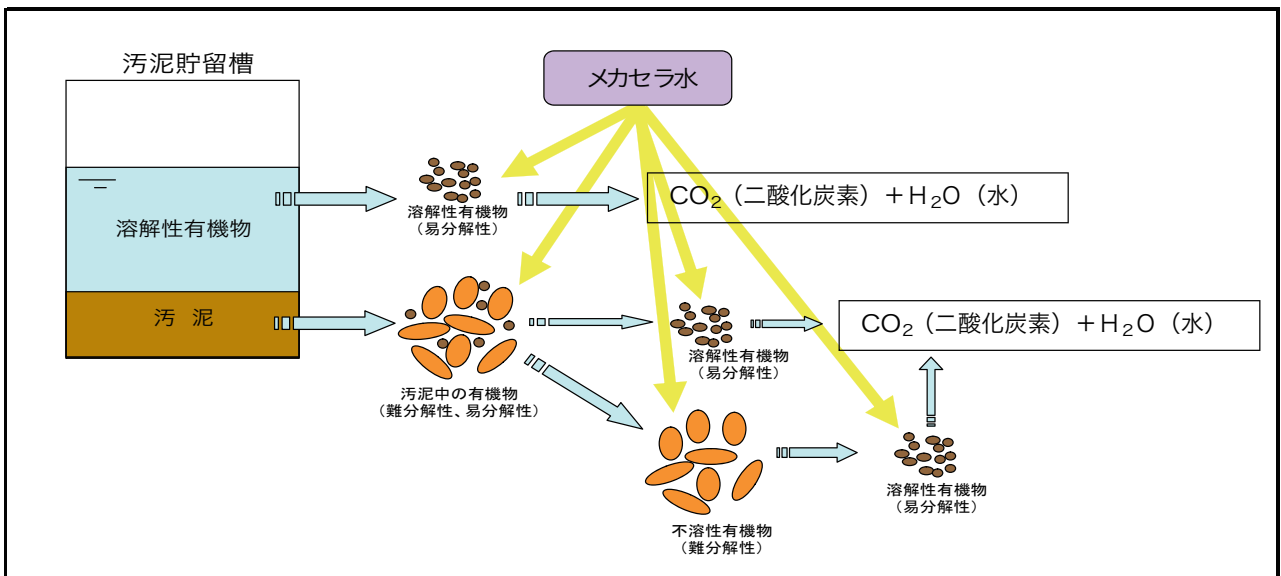 汚泥貯留槽
メカセラ水
溶解性有機物
汚　泥
溶解性有機物
(易分解性)
CO₂（二酸化炭素）＋H₂O（水）
汚泥中の有機物
(難分解性、易分解性)
溶解性有機物
(易分解性)
CO₂（二酸化炭素）＋H₂O（水）
不溶性有機物
(難分解性)
溶解性有機物
(易分解性)